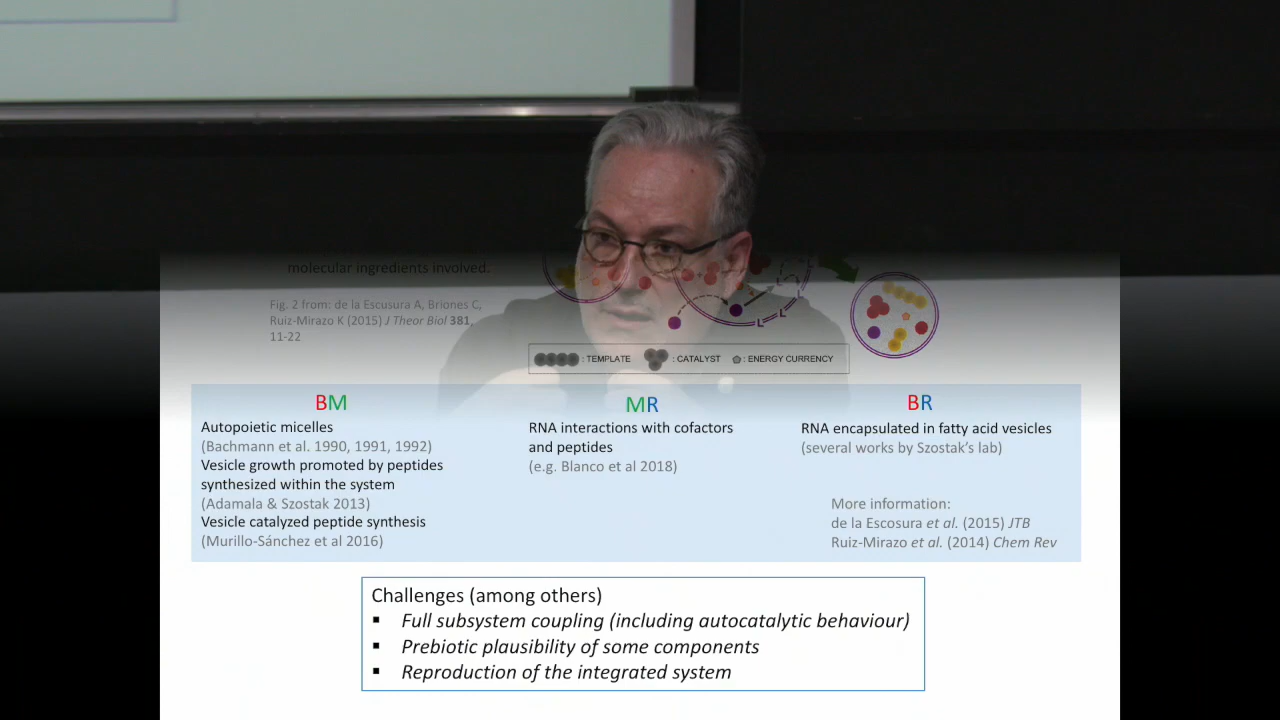 molecular ingredients involved.
Fig. 2 from: de la Escusura A, Briones C,
Ruiz-Mirazo K (2015) J Theor Biol 381,
11-22
: TEMPLATE : CATALYST : ENERGY CURRENCY
BM
Autopoietic micelles
(Bachmann et al. 1990, 1991, 1992)
Vesicle growth promoted by peptides
synthesized within the system
(Adamala & Szostak 2013)
Vesicle catalyzed peptide synthesis
(Murillo-Sánchez et al 2016)
MR
RNA interactions with cofactors
and peptides
(e.g. Blanco et al 2018)
BR
RNA encapsulated in fatty acid vesicles
(several works by Szostak’s lab)
More information:
de la Escosura et al. (2015) JTB
Ruiz-Mirazo et al. (2014) Chem Rev
Challenges (among others)
▪ Full subsystem coupling (including autocatalytic behaviour)
▪ Prebiotic plausibility of some components
▪ Reproduction of the integrated system